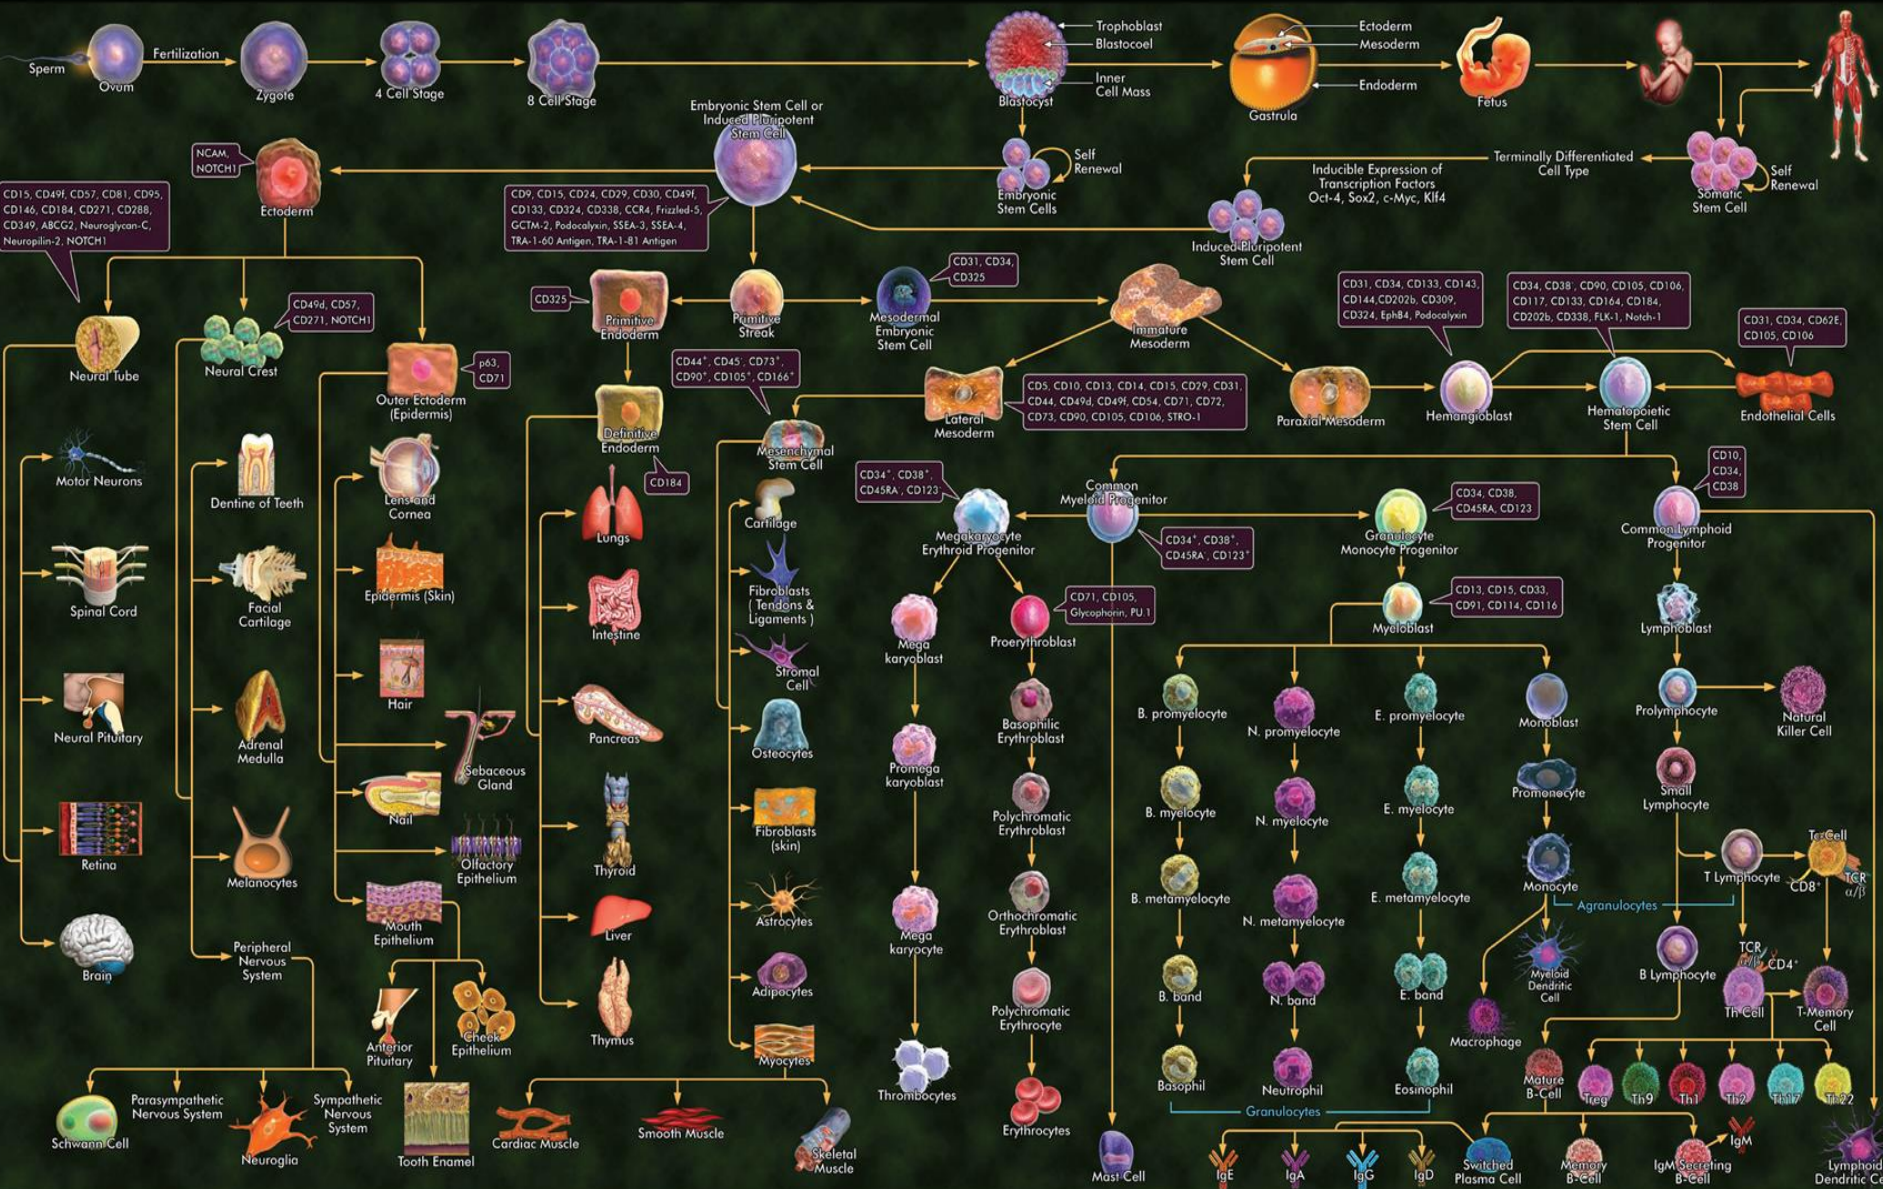 Sperm
Ovum
Fertilization
Zygote
4 Cell Stage
8 Cell Stage
Trophoblast
Blastocoel
Inner
Cell Mass
Blastocyst
Ectoderm
Mesoderm
Endoderm
Gastrula
Fetus
Embryonic Stem Cell or
Induced Pluripotent
Stem Cell
Self
Renewal
Embryonic
Stem Cells
Inducible Expression of
Transcription Factors
Oct-4, Sox2, c-Myc, Klf4
Terminally Differentiated
Cell Type
Self
Renewal
Somatic
Stem Cell
Induced Pluripotent
Stem Cell
NCAM,
NOTCH1
Ectoderm
CD15, CD49f, CD57, CD81, CD95,
CD146, CD184, CD271, CD288,
CD349, ABCG2, Neuroglycan-C,
Neuropilin-2, NOTCH1
CD9, CD15, CD24, CD29, CD30, CD49f,
CD133, CD324, CD338, CCR4, Frizzled-5,
GCTM-2, Podocalyxin, SSEA-3, SSEA-4,
TRA-1-60 Antigen, TRA-1-81 Antigen
CD49d, CD57,
CD271, NOTCH1
Neural Tube
Neural Crest
p63,
CD71
Outer Ectoderm
(Epidermis)
CD325
Primitive
Endoderm
Primitive
Streak
CD31, CD34,
CD325
Mesodermal
Embryonic
Stem Cell
Immature
Mesoderm
CD31, CD34, CD133, CD143,
CD144,CD202b, CD309,
CD324, EphB4, Podocalyxin
CD34, CD38⁻, CD90, CD105, CD106,
CD117, CD133, CD164, CD184,
CD202b, CD338, FLK-1, Notch-1
CD31, CD34, CD62E,
CD105, CD106
CD44⁺, CD45⁻, CD73⁺,
CD90⁺, CD105⁺, CD166⁺
Definitive
Endoderm
CD184
Mesenchymal
Stem Cell
Lateral
Mesoderm
CD5, CD10, CD13, CD14, CD15, CD29, CD31,
CD44, CD49d, CD49f, CD54, CD71, CD72,
CD73, CD90, CD105, CD106, STRO-1
Paraxial Mesoderm
Hemangioblast
Hematopoietic
Stem Cell
Endothelial Cells
Motor Neurons
Spinal Cord
Neural Pituitary
Retina
Brain
Dentine of Teeth
Facial
Cartilage
Adrenal
Medulla
Melanocytes
Peripheral
Nervous
System
Schwann Cell
Parasympathetic
Nervous System
Neuroglia
Sympathetic
Nervous
System
Lens and
Cornea
Epidermis (Skin)
Hair
Sebaceous
Gland
Nail
Olfactory
Epithelium
Mouth
Epithelium
Anterior
Pituitary
Cheek
Epithelium
Tooth Enamel
Lungs
Intestine
Pancreas
Thyroid
Liver
Thymus
Cartilage
Fibroblasts
( Tendons &
Ligaments )
Stromal
Cell
Osteocytes
Fibroblasts
(skin)
Astrocytes
Adipocytes
Myocytes
Cardiac Muscle
Smooth Muscle
Skeletal
Muscle
CD34⁺, CD38⁺,
CD45RA⁻, CD123⁻
Megakaryocyte
Erythroid Progenitor
Common
Myeloid Progenitor
CD34⁺, CD38⁺,
CD45RA⁻, CD123⁺
Granulocyte
Monocyte Progenitor
CD34, CD38,
CD45RA, CD123
CD10,
CD34,
CD38
Common Lymphoid
Progenitor
Mega
karyoblast
Promega
karyoblast
Mega
karyocyte
Thrombocytes
CD71, CD105,
Glycophorin, PU.1
Proerythroblast
Basophilic
Erythroblast
Polychromatic
Erythroblast
Orthochromatic
Erythroblast
Polychromatic
Erythrocyte
Erythrocytes
Mast Cell
CD13, CD15, CD33,
CD91, CD114, CD116
Myeloblast
B. promyelocyte
B. myelocyte
B. metamyelocyte
B. band
Basophil
N. promyelocyte
N. myelocyte
N. metamyelocyte
N. band
Neutrophil
E. promyelocyte
E. myelocyte
E. metamyelocyte
E. band
Eosinophil
Granulocytes
Monoblast
Promonocyte
Monocyte
Agranulocytes
Macrophage
Myeloid
Dendritic
Cell
Lymphoblast
Prolymphocyte
Natural
Killer Cell
Small
Lymphocyte
T Lymphocyte
Tc-Cell
CD8⁺
TCR
α/β
B Lymphocyte
TCR
α/β
CD4⁺
Th Cell
T-Memory
Cell
Mature
B-Cell
Treg
Th9
Th1
Th2
Th17
Th22
IgE
IgA
IgG
IgD
Switched
Plasma Cell
Memory
B-Cell
IgM Secreting
B-Cell
IgM
Lymphoid
Dendritic Ce